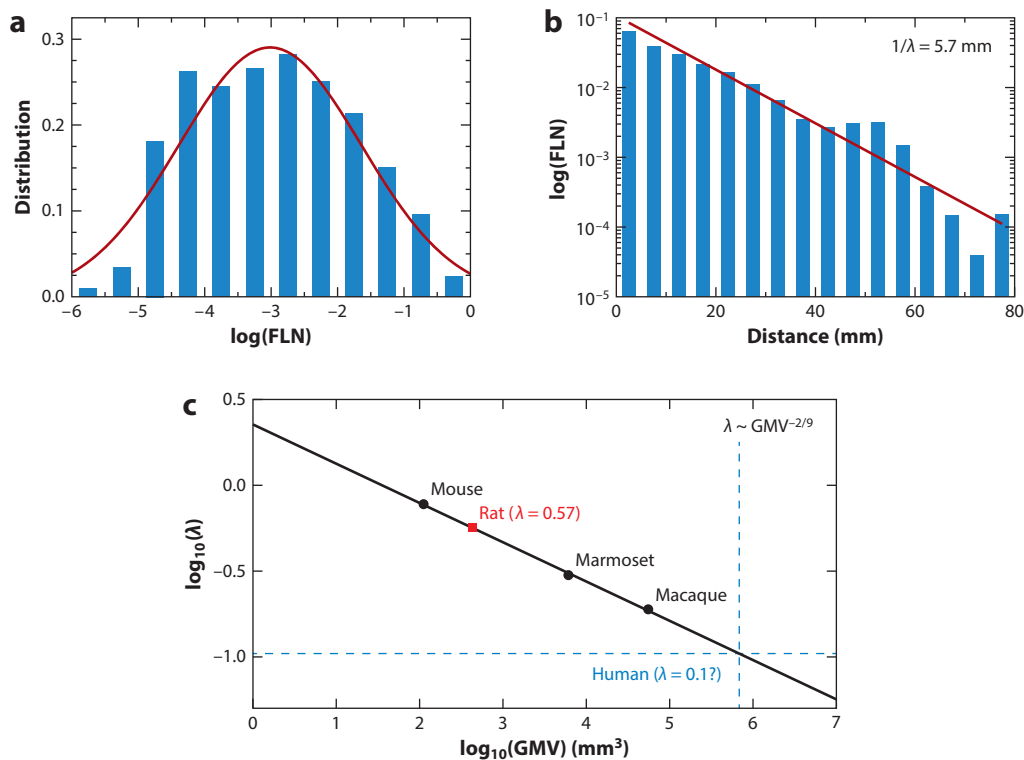 a
0.3
0.2
0.1
0.0
Distribution
–6
–5
–4
–3
–2
–1
0
log(FLN)
b
1/λ = 5.7 mm
10⁻¹
10⁻²
10⁻³
10⁻⁴
10⁻⁵
log(FLN)
0
20
40
60
80
Distance (mm)
c
0.5
0.0
–0.5
–1.0
log₁₀(λ)
λ ~ GMV⁻²/⁹
Mouse
Rat (λ = 0.57)
Marmoset
Macaque
Human (λ = 0.1?)
0
1
2
3
4
5
6
7
log₁₀(GMV) (mm³)